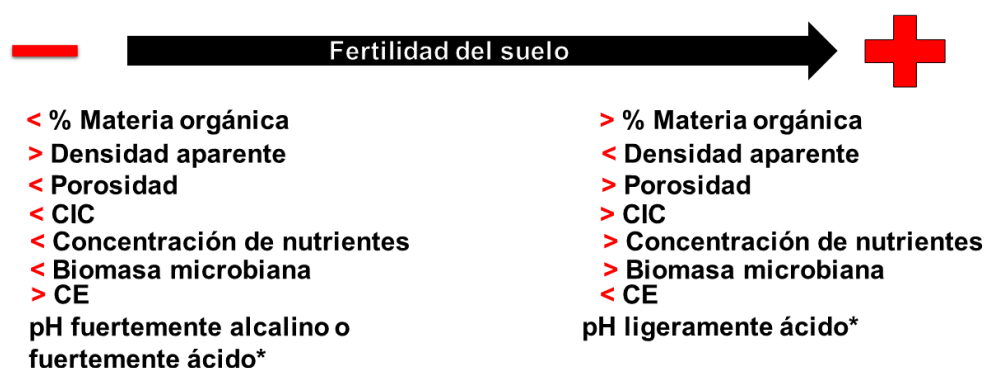 Fertilidad del suelo
< % Materia orgánica
> Densidad aparente
< Porosidad
< CIC
< Concentración de nutrientes
< Biomasa microbiana
> CE
pH fuertemente alcalino o
fuertemente ácido*
> % Materia orgánica
< Densidad aparente
> Porosidad
> CIC
> Concentración de nutrientes
> Biomasa microbiana
< CE
pH ligeramente ácido*